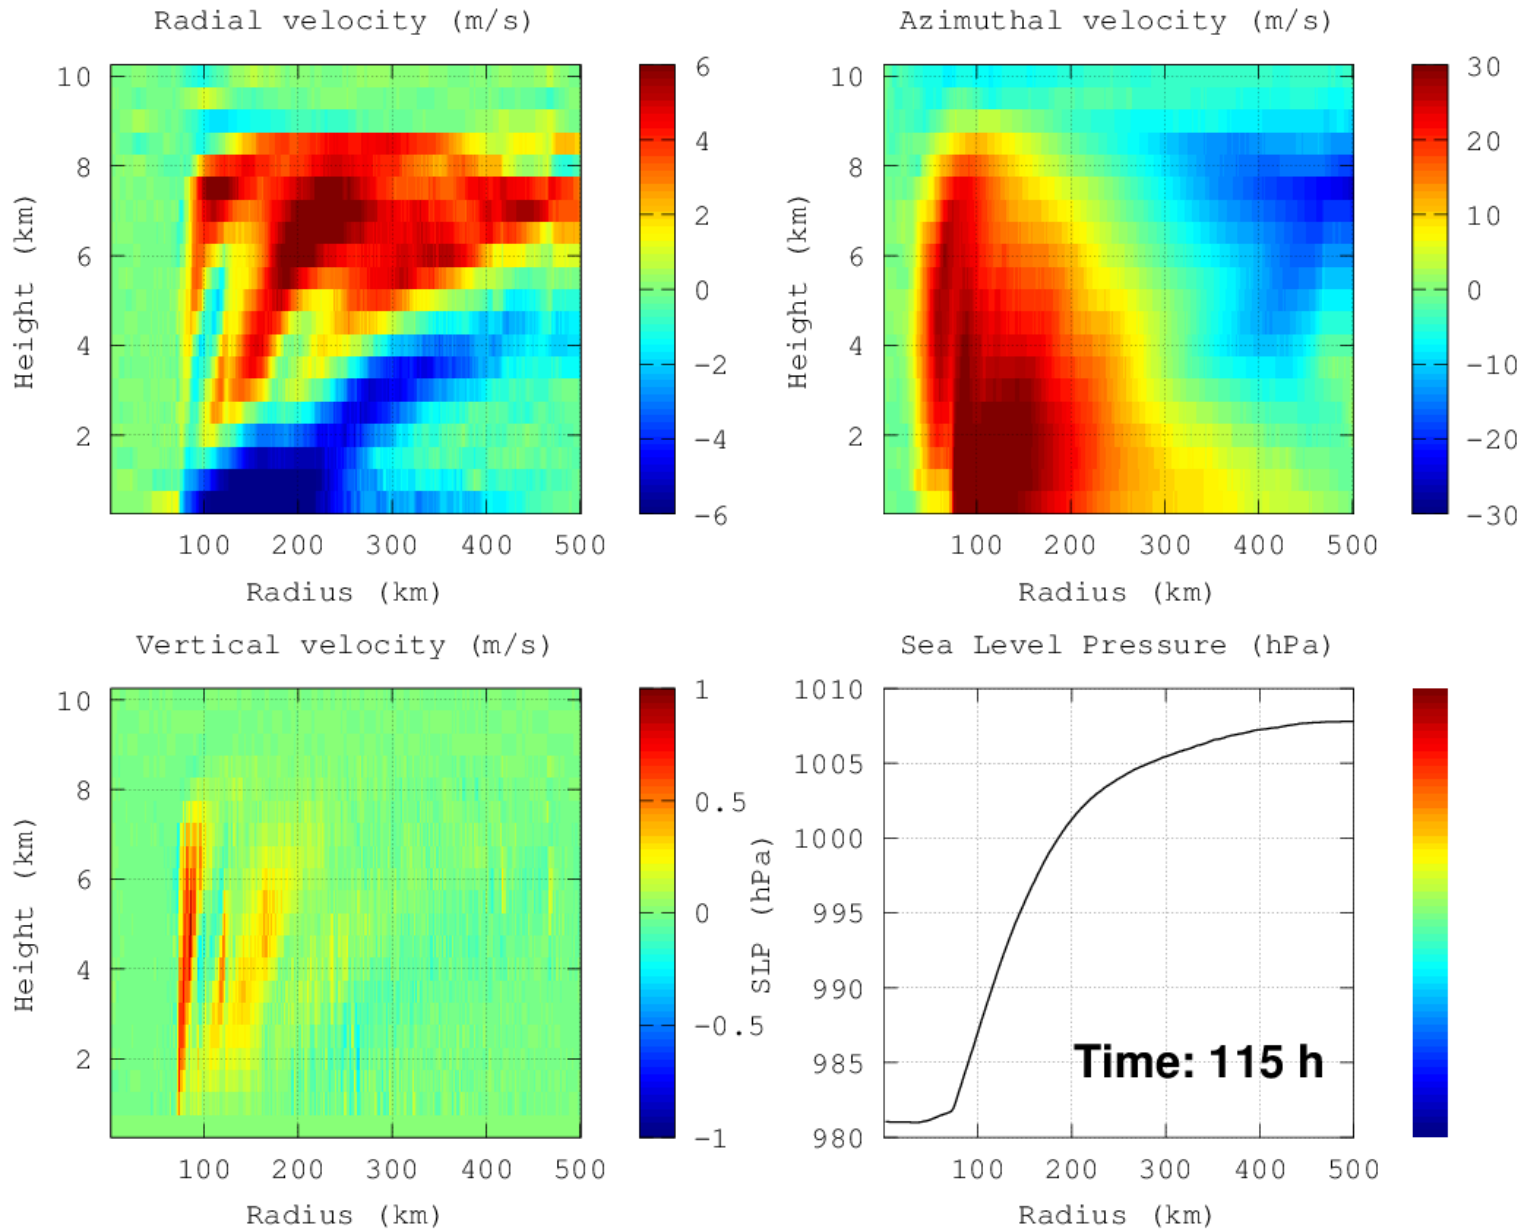 Radial velocity (m/s)
10
8
6
4
2
Height (km)
100 200 300 400 500
Radius (km)
6
4
2
0
−2
−4
−6
Azimuthal velocity (m/s)
10
8
6
4
2
Height (km)
100 200 300 400 500
Radius (km)
30
20
10
0
−10
−20
−30
Vertical velocity (m/s)
10
8
6
4
2
Height (km)
100 200 300 400 500
Radius (km)
1
0.5
0
−0.5
−1
Sea Level Pressure (hPa)
1010
1005
1000
995
990
985
980
SLP (hPa)
Time: 115 h
100 200 300 400 500
Radius (km)